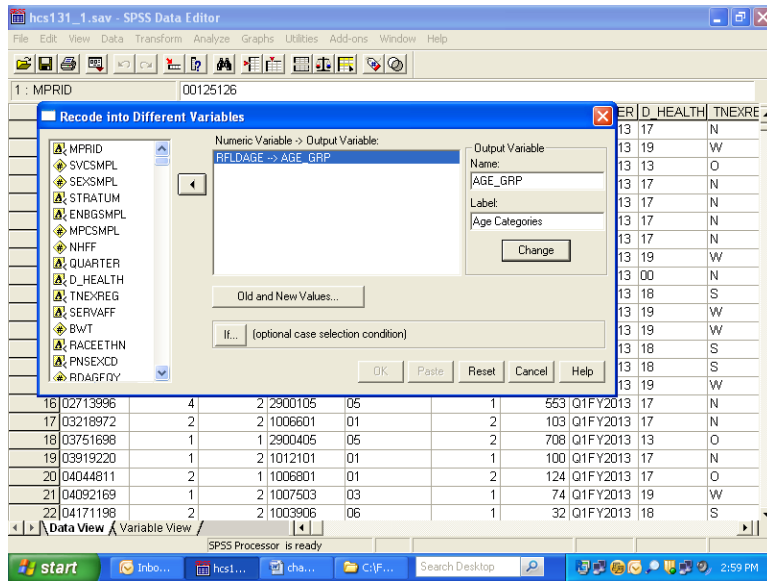 hcs131_1.sav - SPSS Data Editor
File Edit View Data Transform Analyze Graphs Utilities Add-ons Window Help
1 : MPRID 00125126
ER D_HEALTH TNEXRE
13 17 N
13 19 W
13 13 O
13 17 N
13 17 N
13 17 N
13 17 N
13 19 W
13 00 N
13 18 S
13 19 W
13 19 W
13 18 S
13 18 S
13 19 W
Recode into Different Variables
MPRID
SVCSMPL
SEXSMPL
STRATUM
ENBGSMPL
MPCSMPL
NHFF
QUARTER
D_HEALTH
TNEXREG
SERVAFF
BWT
RACEETHN
PNSEXCD
RDAGEQY
Numeric Variable -> Output Variable:
RFLDAGE --> AGE_GRP
Output Variable
Name:
AGE_GRP
Label:
Age Categories
Change
Old and New Values...
If... (optional case selection condition)
OK Paste Reset Cancel Help
16 02713996 4 2 2900105 05 1 553 Q1FY2013 17 N
17 03218972 2 2 1006601 01 2 103 Q1FY2013 17 N
18 03751698 1 1 2900405 05 2 708 Q1FY2013 13 O
19 03919220 1 2 1012101 01 1 100 Q1FY2013 17 N
20 04044811 2 1 1006801 01 2 124 Q1FY2013 17 O
21 04092169 1 2 1007503 03 1 74 Q1FY2013 19 W
22 04171198 2 2 1003906 06 1 32 Q1FY2013 18 S
Data View Variable View
SPSS Processor is ready
start Inbo... hcs1... cha... C:\F... Search Desktop 2:59 PM